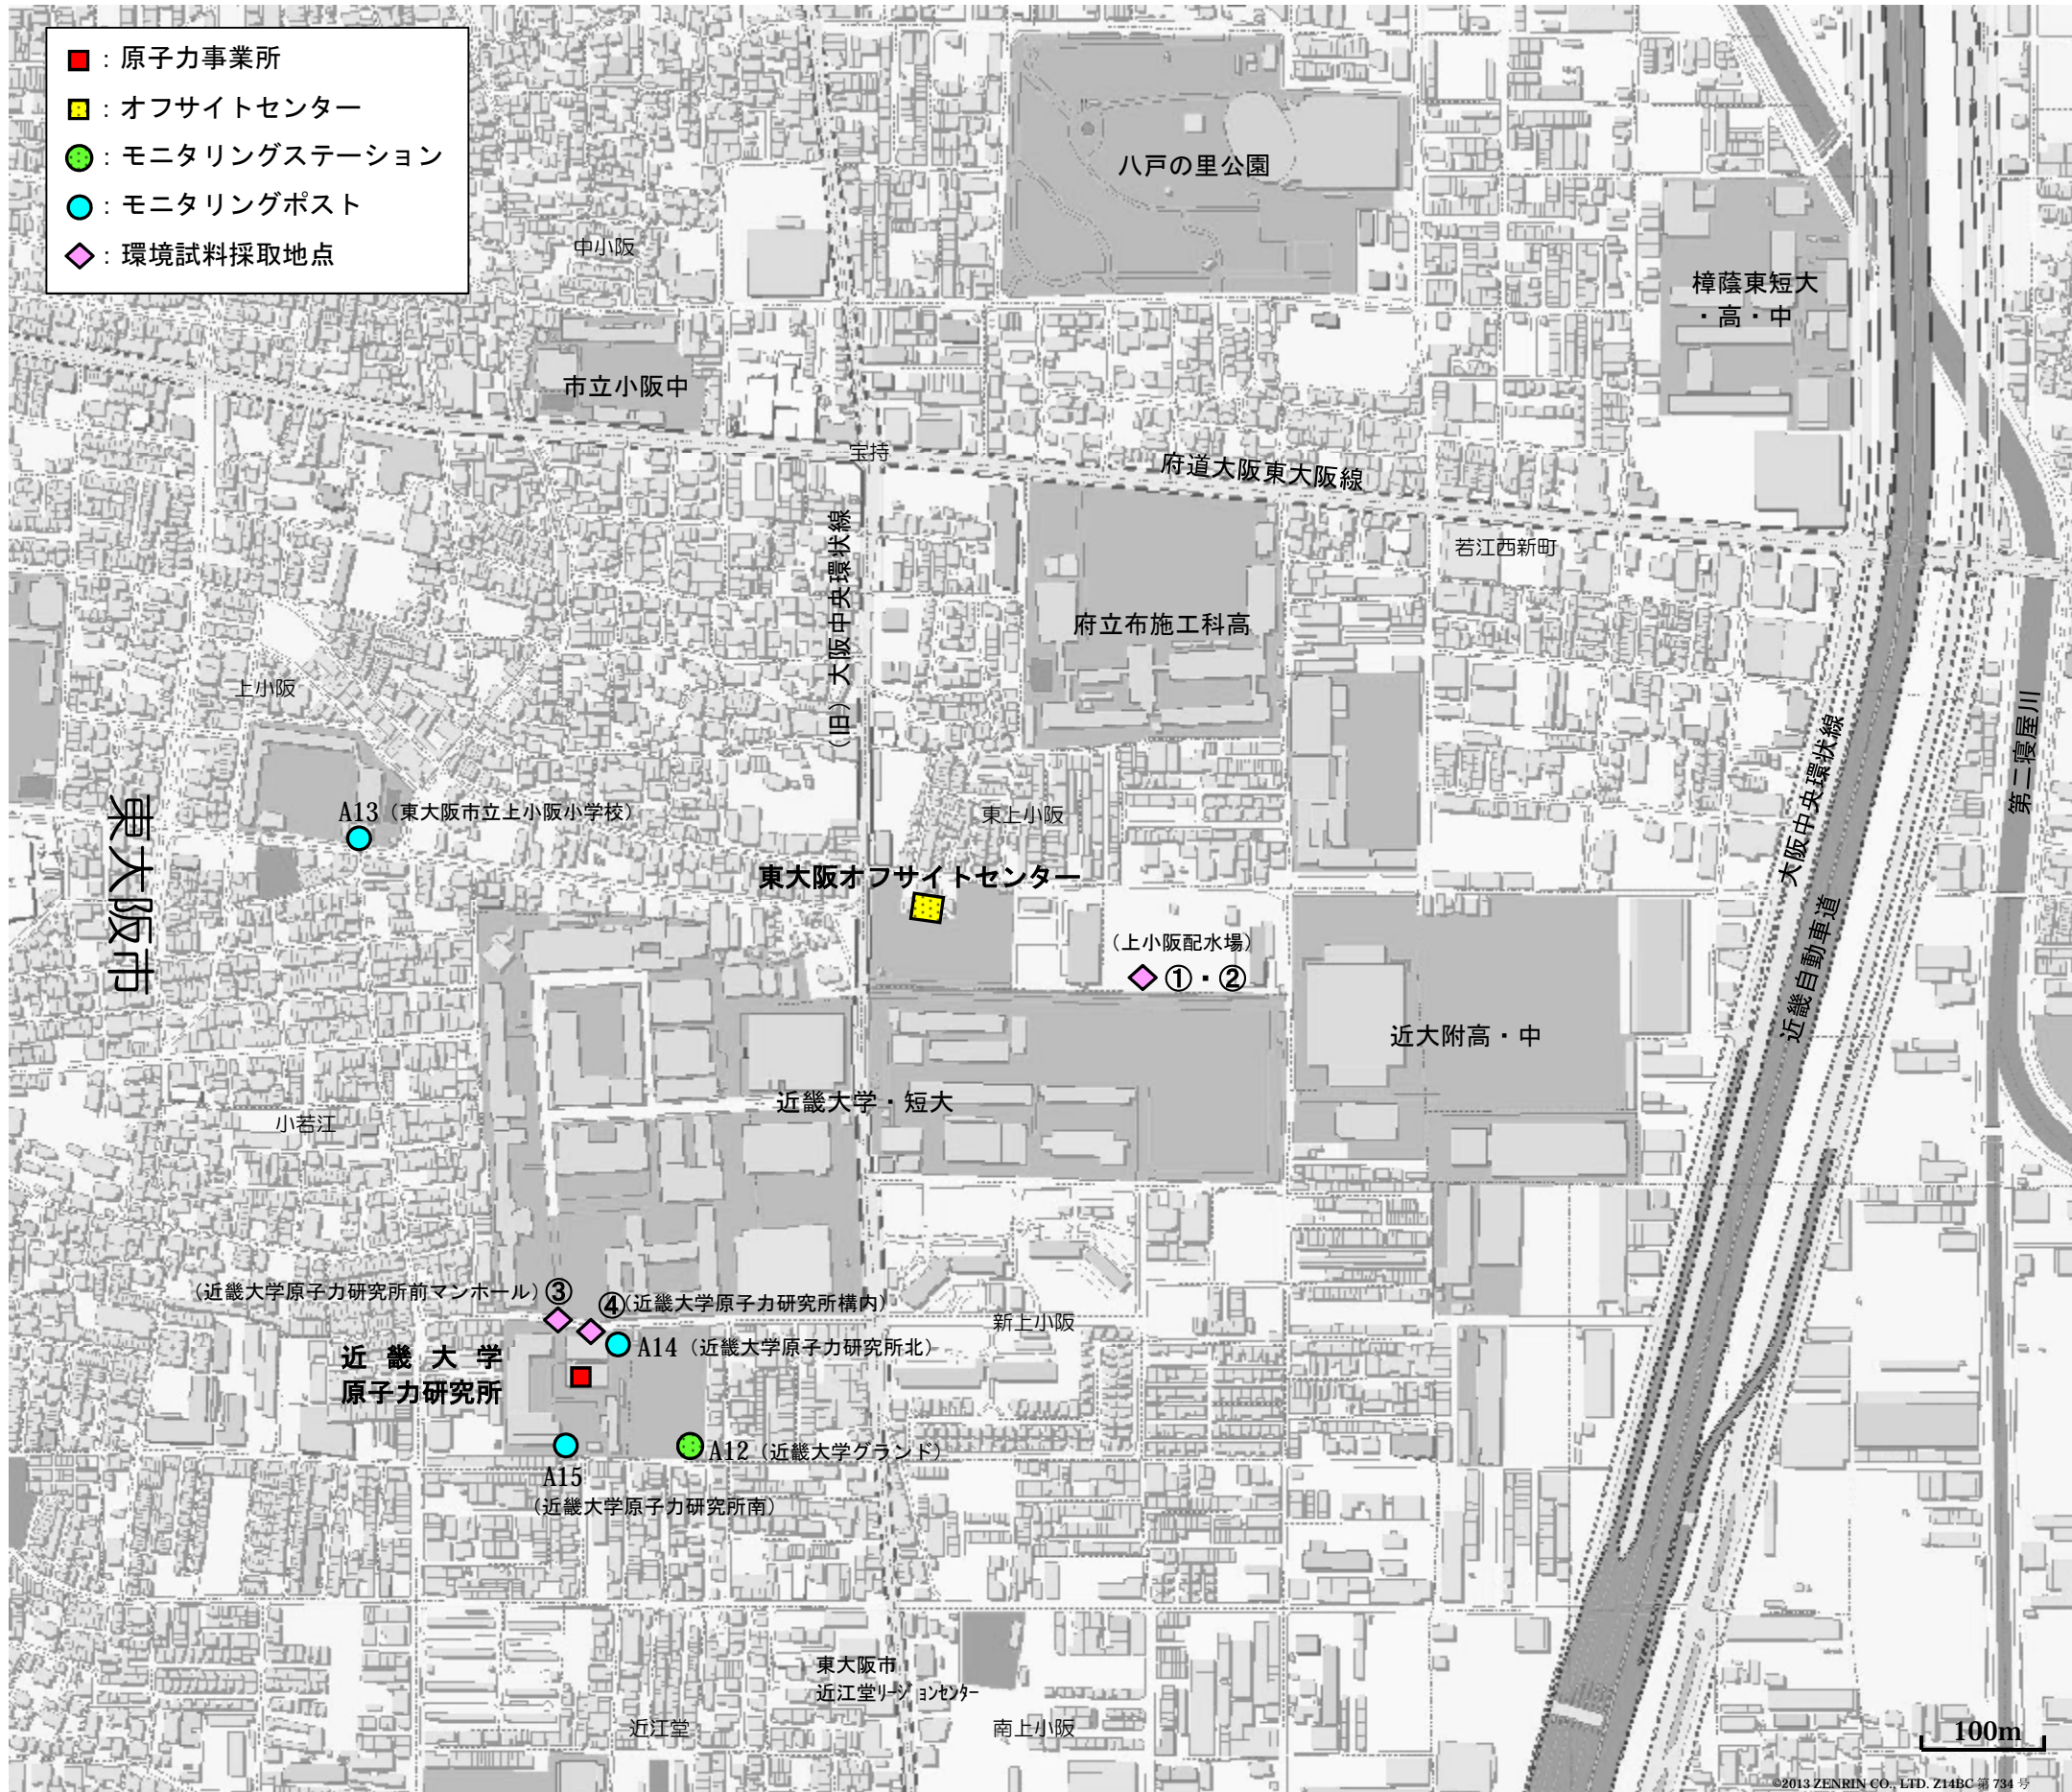 ：原子力事業所
：オフサイトセンター
：モニタリングステーション
：モニタリングポスト
：環境試料採取地点
八戸の里公園
中小阪
樟蔭東短大
・高・中
市立小阪中
宝持
府道大阪東大阪線
（旧）大阪中央環状線
若江西新町
府立布施工科高
上小阪
大阪中央環状線
第二寝屋川
東大阪市
A13（東大阪市立上小阪小学校）
東上小阪
東大阪オフサイトセンター
近畿自動車道
（上小阪配水場）
①・②
近大附高・中
近畿大学・短大
小若江
（近畿大学原子力研究所前マンホール）③
④（近畿大学原子力研究所構内）
新上小阪
A14（近畿大学原子力研究所北）
近畿大学
原子力研究所
A12（近畿大学グランド）
A15
（近畿大学原子力研究所南）
東大阪市
近江堂ﾘｰｼﾞｮﾝｾﾝﾀｰ
近江堂
南上小阪
100m
©2013 ZENRIN CO., LTD. Z14BC 第 734 号